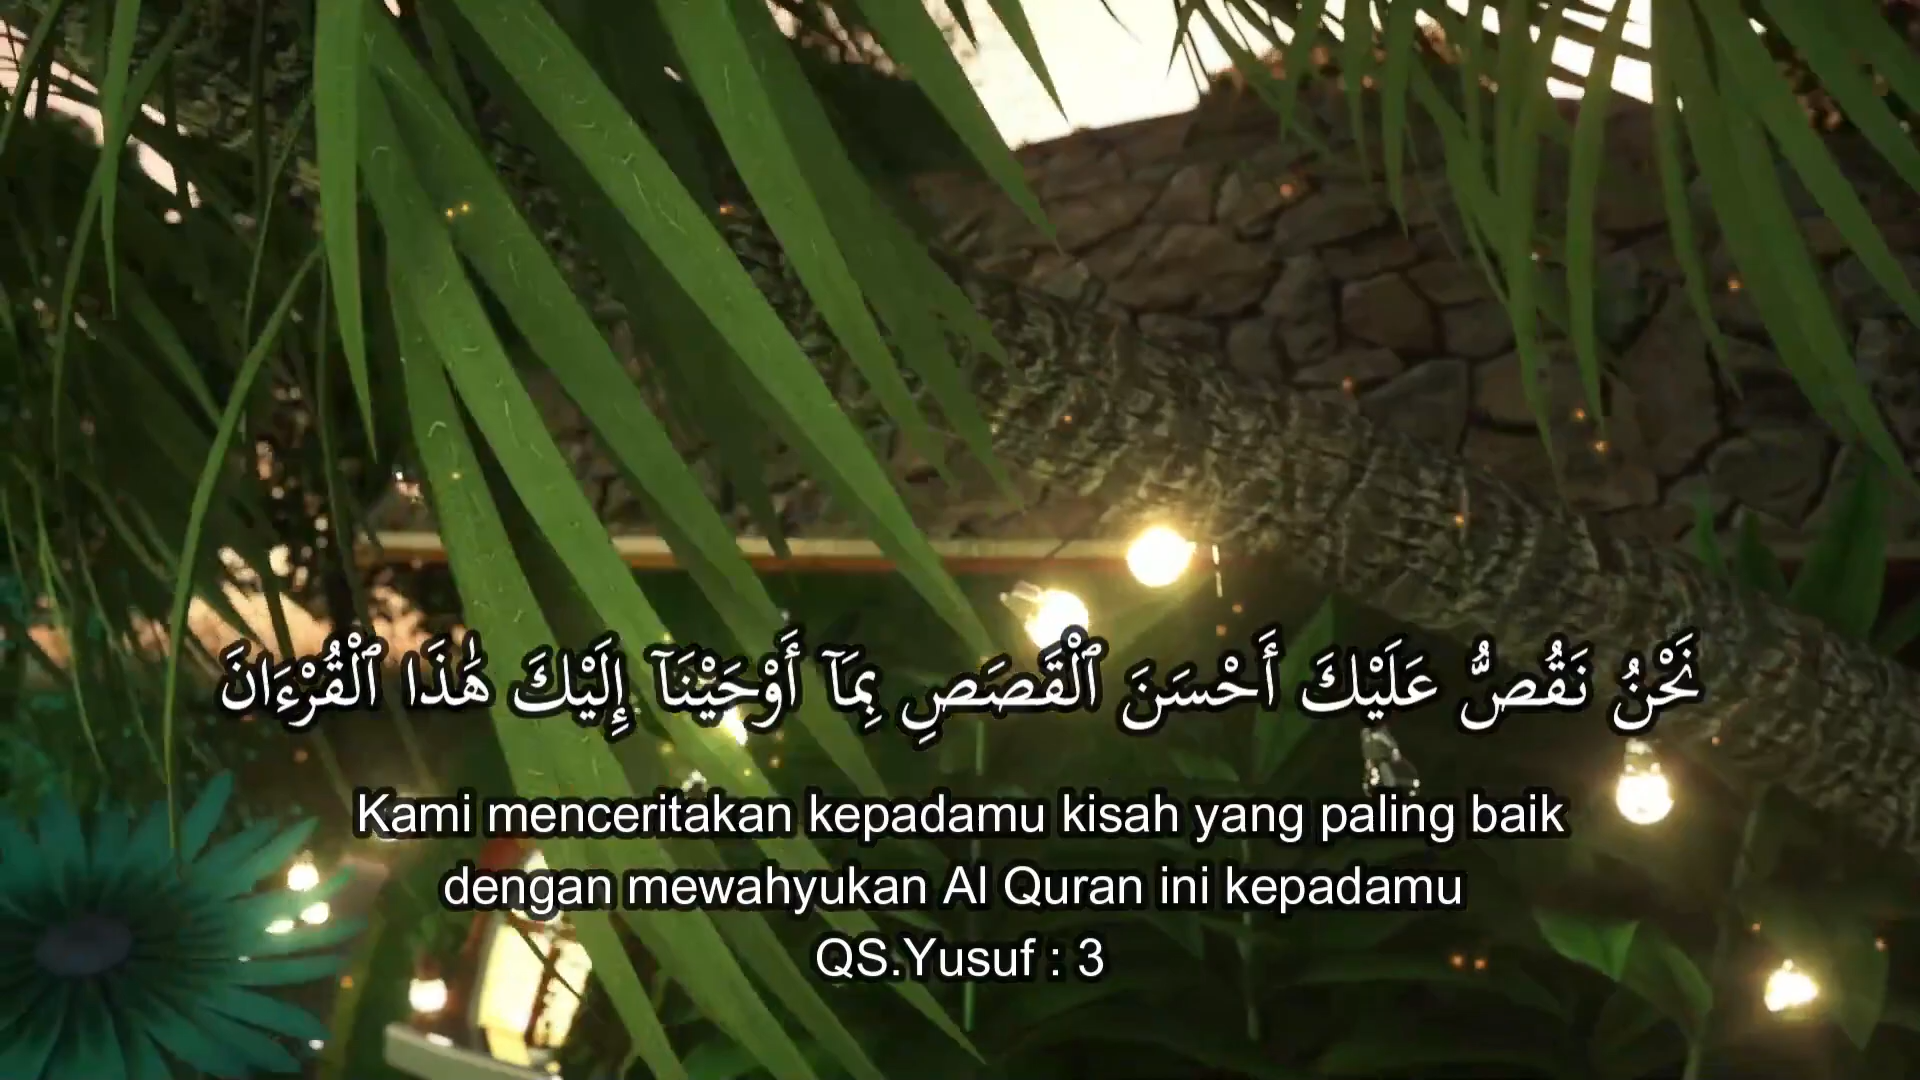 نَحْنُ نَقُصُّ عَلَيْكَ أَحْسَنَ ٱلْقَصَصِ بِمَآ أَوْحَيْنَآ إِلَيْكَ هَٰذَا ٱلْقُرْءَانَ
Kami menceritakan kepadamu kisah yang paling baik
dengan mewahyukan Al Quran ini kepadamu
QS.Yusuf : 3